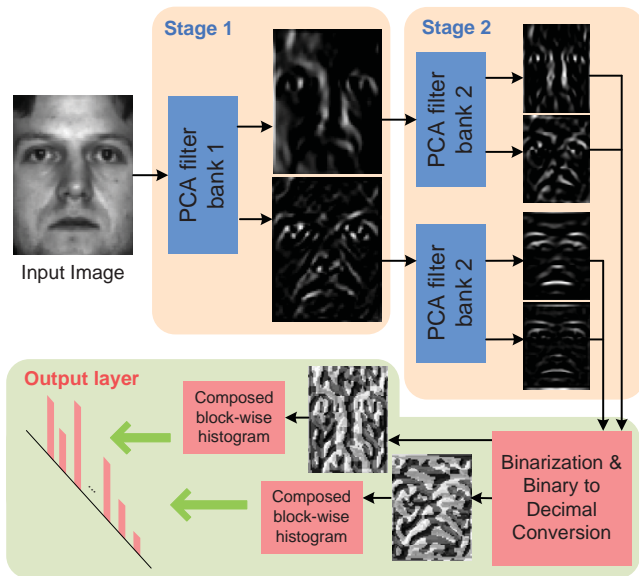 Stage 1
Stage 2
PCA filter
bank 1
PCA filter
bank 2
Input Image
PCA filter
bank 2
Output layer
Composed
block-wise
histogram
Binarization &
Binary to
Decimal
Conversion
Composed
block-wise
histogram
...